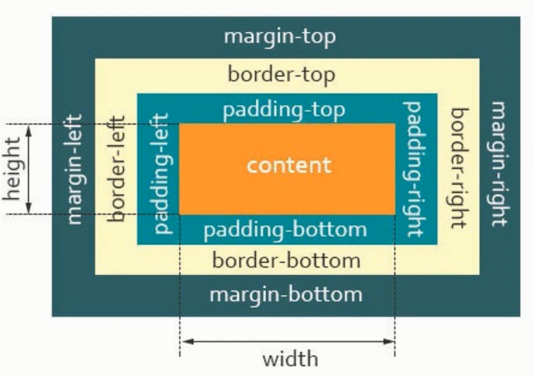 margin-top
border-top
padding-top
height
margin-left
border-left
padding-left
content
padding-right
border-right
margin-right
padding-bottom
border-bottom
margin-bottom
width